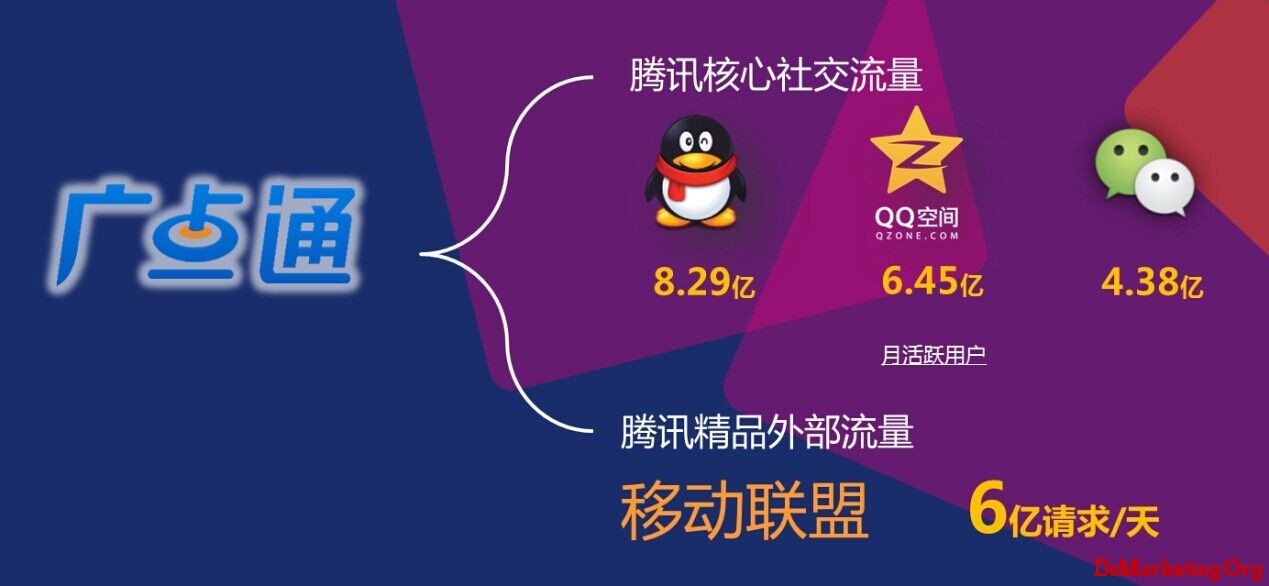 广点通
腾讯核心社交流量
QQ空间
QZONE.COM
8.29亿
6.45亿
4.38亿
月活跃用户
腾讯精品外部流量
移动联盟
6亿请求/天
DoMarketing.Org